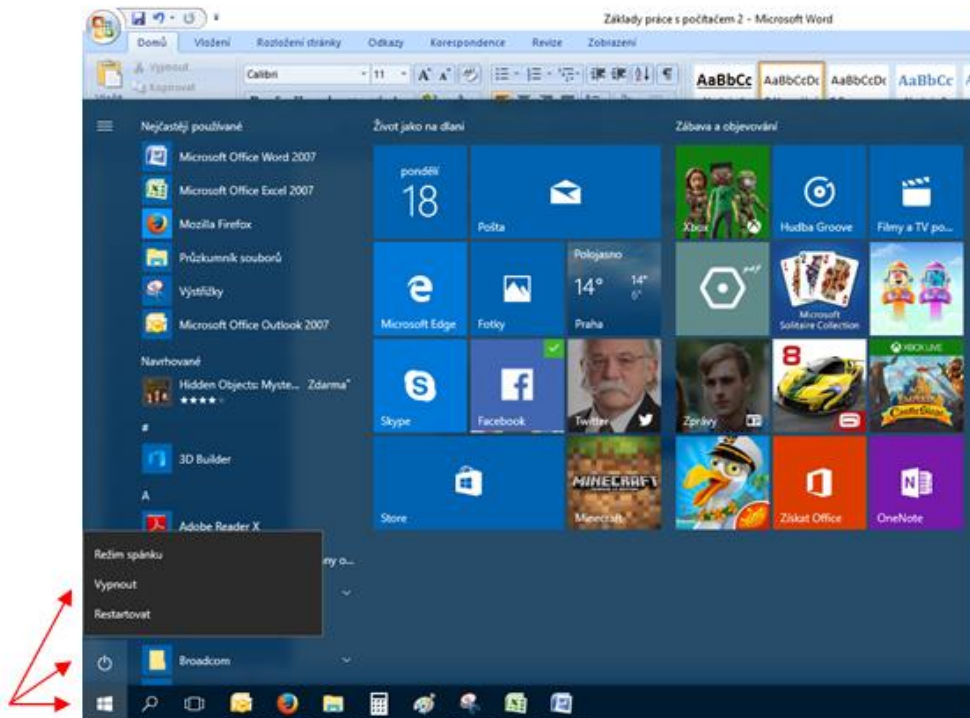 Základy práce s počítačem 2 - Microsoft Word
Domů Vložení Rozložení stránky Odkazy Korespondence Revize Zobrazení
Vyjmout
Kopírovat
Calibri 11
AaBbCc AaBbCcDc AaBbCcDc AaBbCc
Nejčastěji používané
Microsoft Office Word 2007
Microsoft Office Excel 2007
Mozilla Firefox
Průzkumník souborů
Výstřižky
Microsoft Office Outlook 2007
Navrhované
Hidden Objects: Myste... Zdarma*
#
3D Builder
A
Adobe Reader X
ny o...
Broadcom
Režim spánku
Vypnout
Restartovat
Život jako na dlani
pondělí
18
Pošta
Microsoft Edge
Fotky
Polojasno
14° 14°
6°
Praha
Skype
Facebook
Twitter
Store
MINECRAFT
Minecraft
Zábava a objevování
Xbox
Hudba Groove
Filmy a TV po...
Microsoft
Solitaire Collection
Zprávy
8
XBOX LIVE
Castle Siege
Získat Office
OneNote